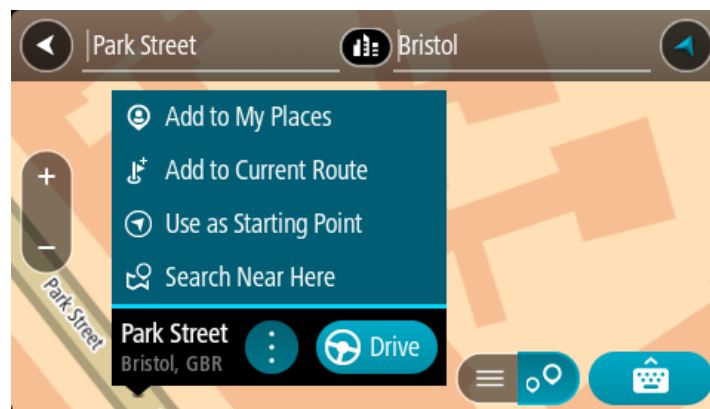 Park Street
Bristol
Add to My Places
Add to Current Route
Use as Starting Point
Search Near Here
Park Street
Park Street
Bristol, GBR
Drive